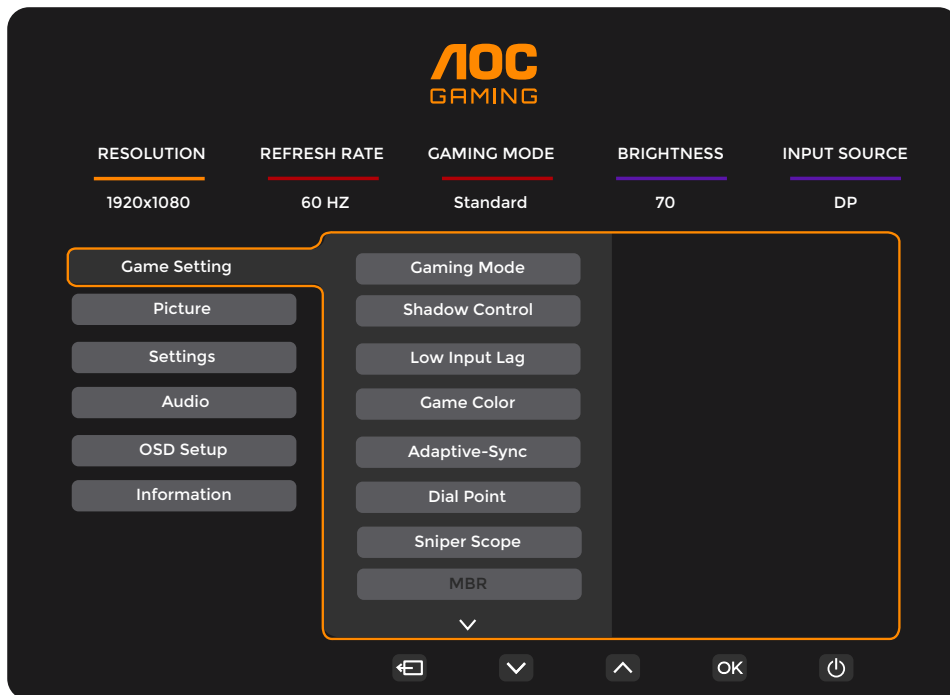 AOC
GAMING
RESOLUTION REFRESH RATE GAMING MODE BRIGHTNESS INPUT SOURCE
1920x1080 60 HZ Standard 70 DP
Game Setting
Picture
Settings
Audio
OSD Setup
Information
Gaming Mode
Shadow Control
Low Input Lag
Game Color
Adaptive-Sync
Dial Point
Sniper Scope
MBR
OK